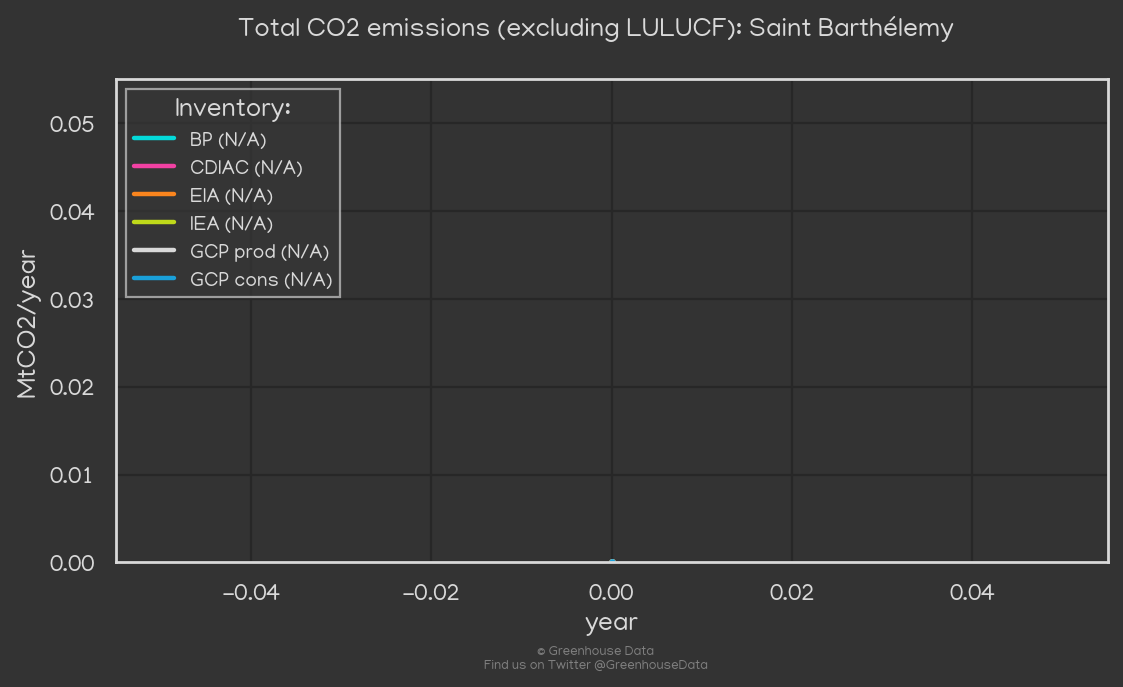 Total CO2 emissions (excluding LULUCF): Saint Barthélemy
Inventory:
BP (N/A)
CDIAC (N/A)
EIA (N/A)
IEA (N/A)
GCP prod (N/A)
GCP cons (N/A)
MtCO2/year
0.05
0.04
0.03
0.02
0.01
0.00
−0.04 −0.02 0.00 0.02 0.04
year
© Greenhouse Data
Find us on Twitter @GreenhouseData